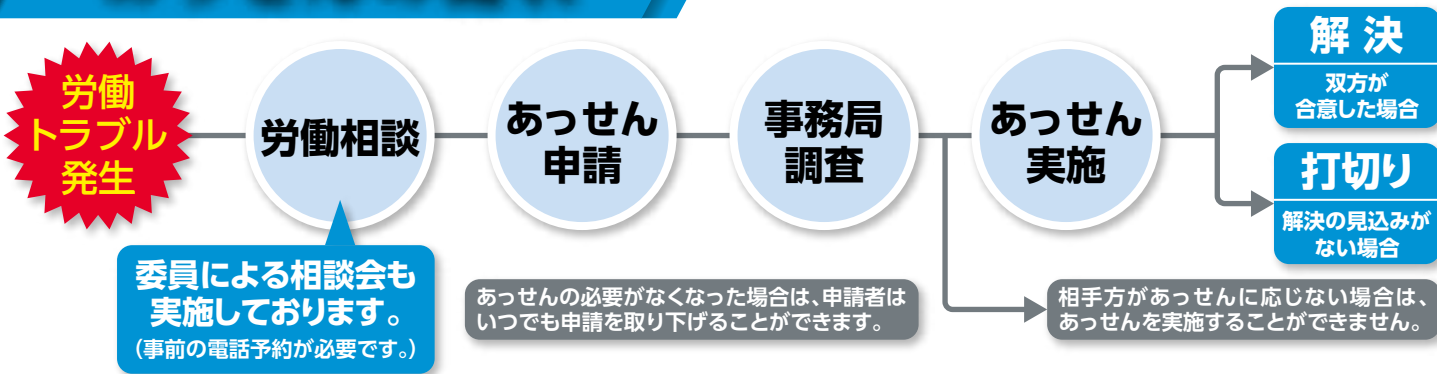 労働
トラブル
発生
労働相談
委員による相談会も
実施しております。
(事前の電話予約が必要です。)
あっせん
申請
事務局
調査
あっせん
実施
解 決
双方が
合意した場合
打切り
解決の見込みが
ない場合
あっせんの必要がなくなった場合は、申請者は
いつでも申請を取り下げることができます。
相手方があっせんに応じない場合は、
あっせんを実施することができません。